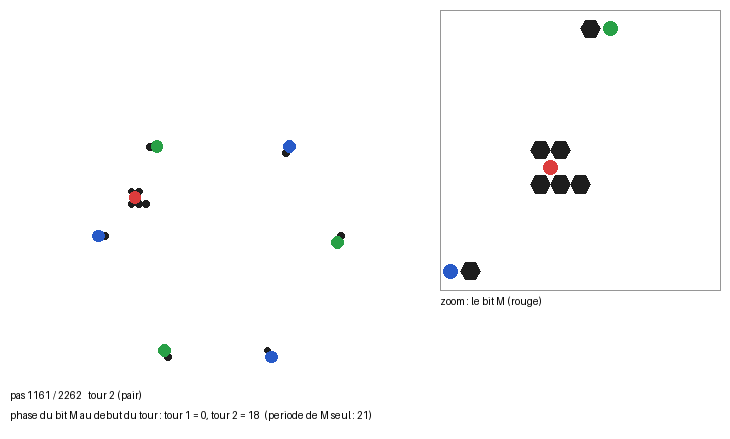 zoom : le bit M (rouge)
pas 1161 / 2262 tour 2 (pair)
phase du bit M au debut du tour : tour 1 = 0, tour 2 = 18 (periode de M seul : 21)